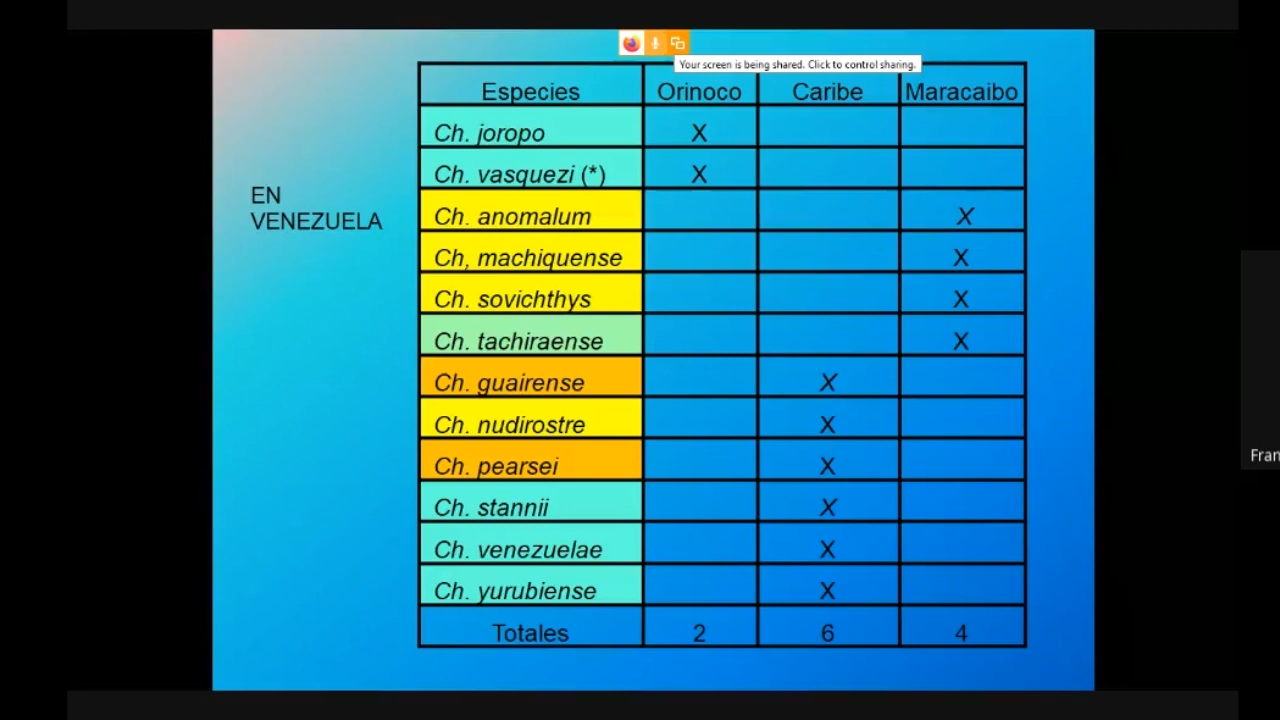 Your screen is being shared. Click to control sharing.
Especies Orinoco Caribe Maracaibo
Ch. joropo X
Ch. vasquezi (*) X
EN
VENEZUELA
Ch. anomalum X
Ch, machiquense X
Ch. sovichthys X
Ch. tachiraense X
Ch. guairense X
Ch. nudirostre X
Ch. pearsei X
Ch. stannii X
Ch. venezuelae X
Ch. yurubiense X
Totales 2 6 4
Fran